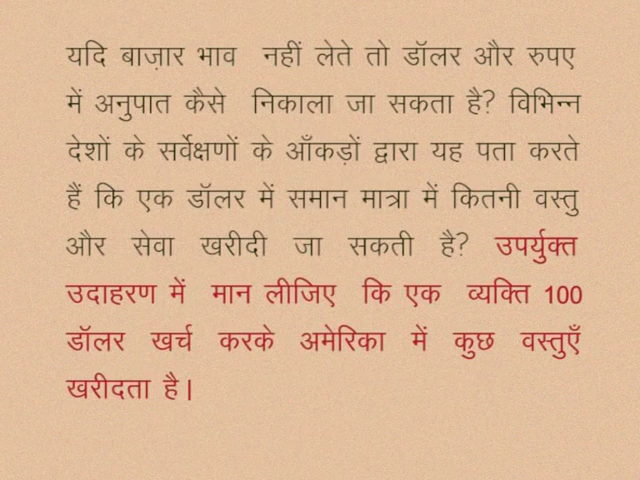 यदि बाज़ार भाव नहीं लेते तो डॉलर और रुपए
में अनुपात कैसे निकाला जा सकता है? विभिन्न
देशों के सर्वेक्षणों के आँकड़ों द्वारा यह पता करते
हैं कि एक डॉलर में समान मात्रा में कितनी वस्तु
और सेवा खरीदी जा सकती है? उपर्युक्त
उदाहरण में मान लीजिए कि एक व्यक्ति 100
डॉलर खर्च करके अमेरिका में कुछ वस्तुएँ
खरीदता है।